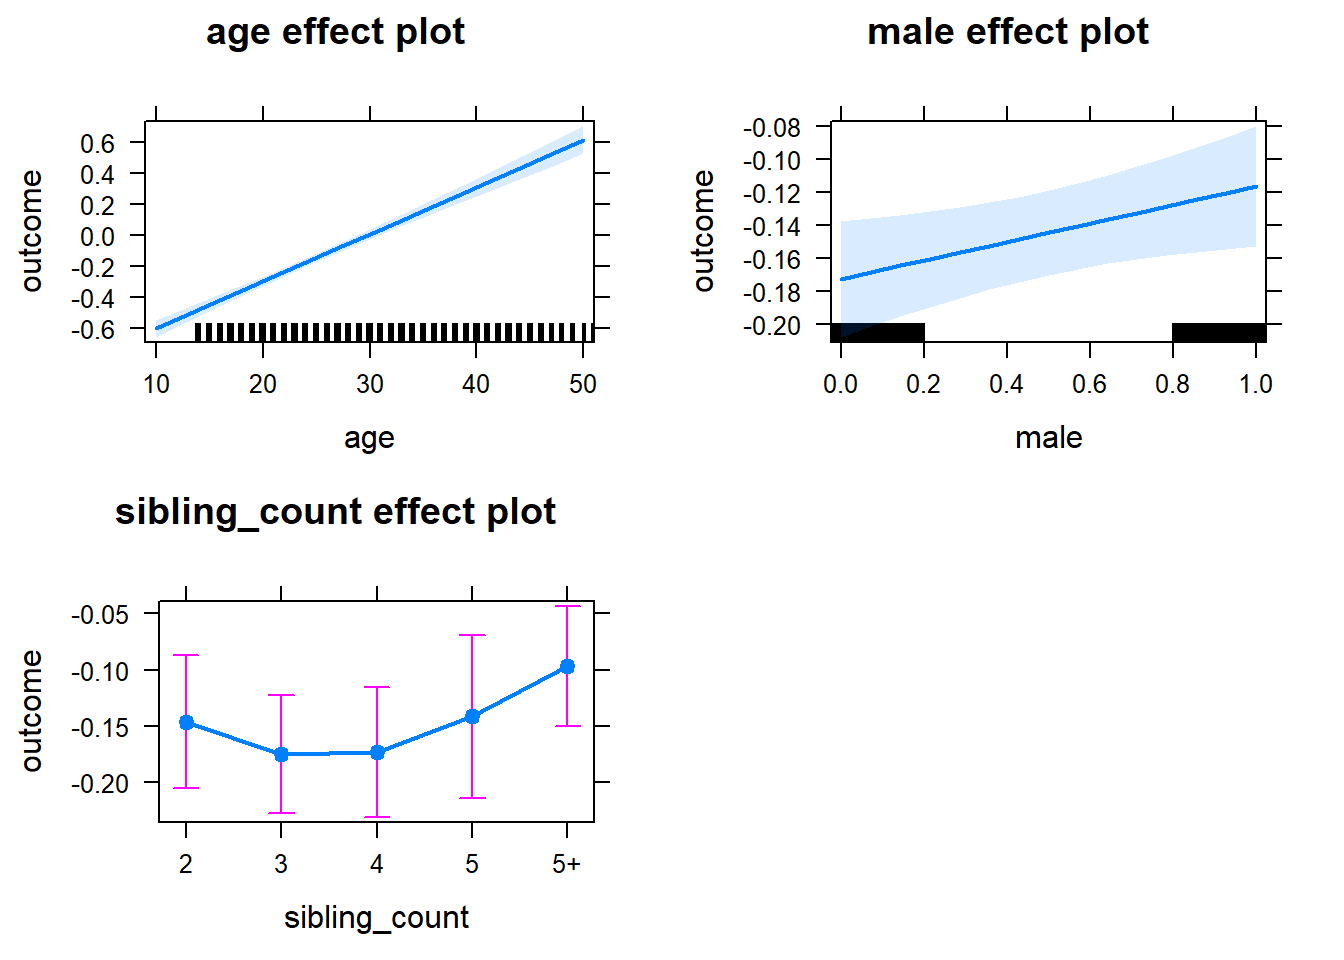 age effect plot
outcome
0.6
0.4
0.2
0.0
-0.2
-0.4
-0.6
10 20 30 40 50
age
male effect plot
outcome
-0.08
-0.10
-0.12
-0.14
-0.16
-0.18
-0.20
0.0 0.2 0.4 0.6 0.8 1.0
male
sibling_count effect plot
outcome
-0.05
-0.10
-0.15
-0.20
2 3 4 5 5+
sibling_count